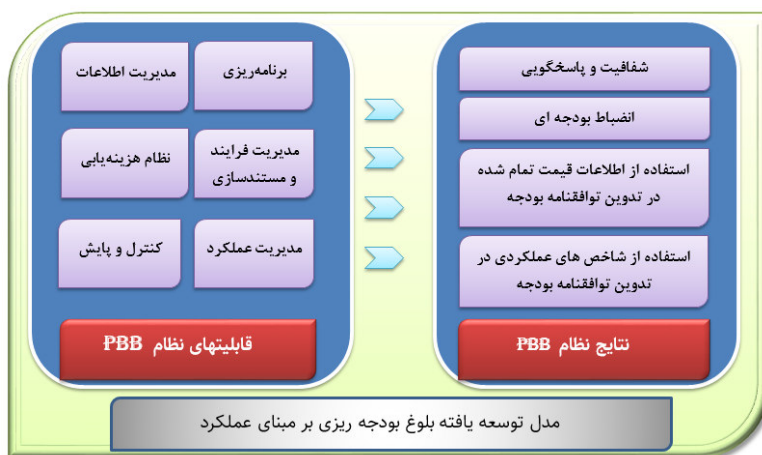 برنامه‌ریزی
مدیریت اطلاعات
مدیریت فرایند
و مستندسازی
نظام هزینه‌یابی
مدیریت عملکرد
کنترل و پایش
قابلیتهای نظام PBB
شفافیت و پاسخگویی
انضباط بودجه ای
استفاده از اطلاعات قیمت تمام شده
در تدوین توافقنامه بودجه
استفاده از شاخص های عملکردی در
تدوین توافقنامه بودجه
نتایج نظام PBB
مدل توسعه یافته بلوغ بودجه ریزی بر مبنای عملکرد